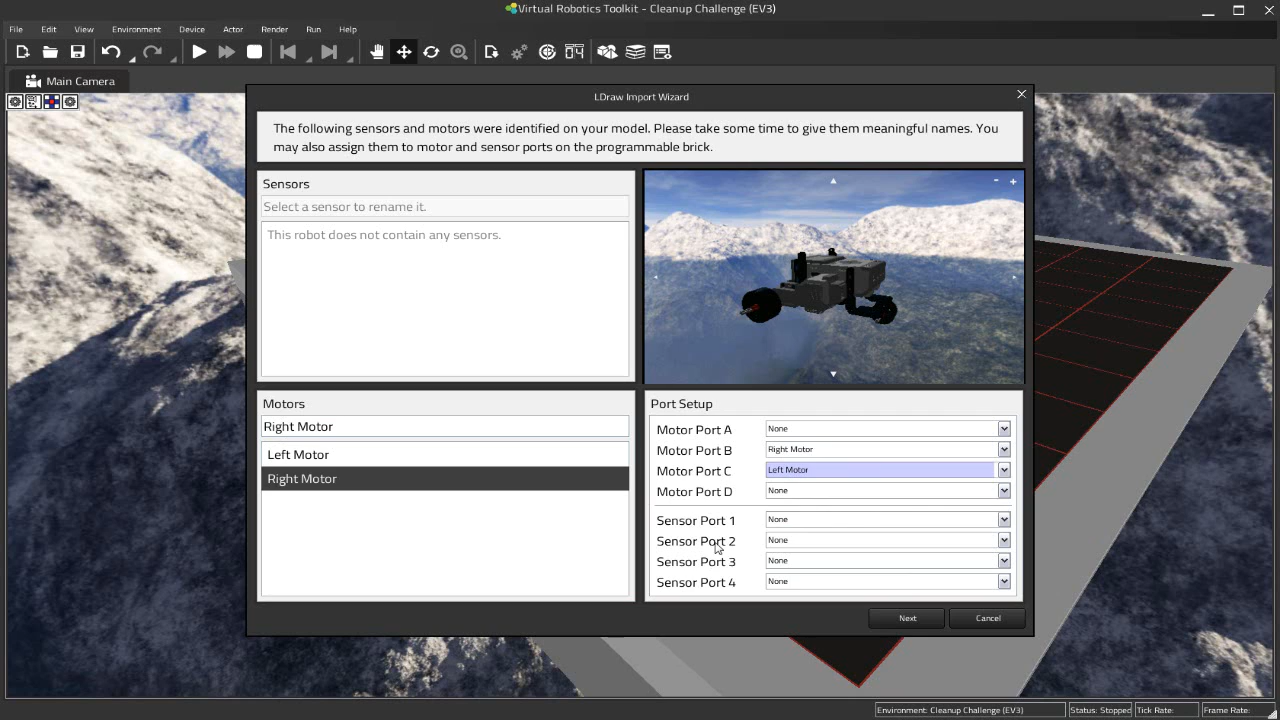 Virtual Robotics Toolkit - Cleanup Challenge (EV3)
File Edit View Environment Device Actor Render Run Help
Main Camera
LDraw Import Wizard
The following sensors and motors were identified on your model. Please take some time to give them meaningful names. You
may also assign them to motor and sensor ports on the programmable brick.
Sensors
Select a sensor to rename it.
This robot does not contain any sensors.
Motors
Right Motor
Left Motor
Right Motor
Port Setup
Motor Port A None
Motor Port B Right Motor
Motor Port C Left Motor
Motor Port D None
Sensor Port 1 None
Sensor Port 2 None
Sensor Port 3 None
Sensor Port 4 None
Next Cancel
Environment: Cleanup Challenge (EV3) Status: Stopped Tick Rate: Frame Rate: